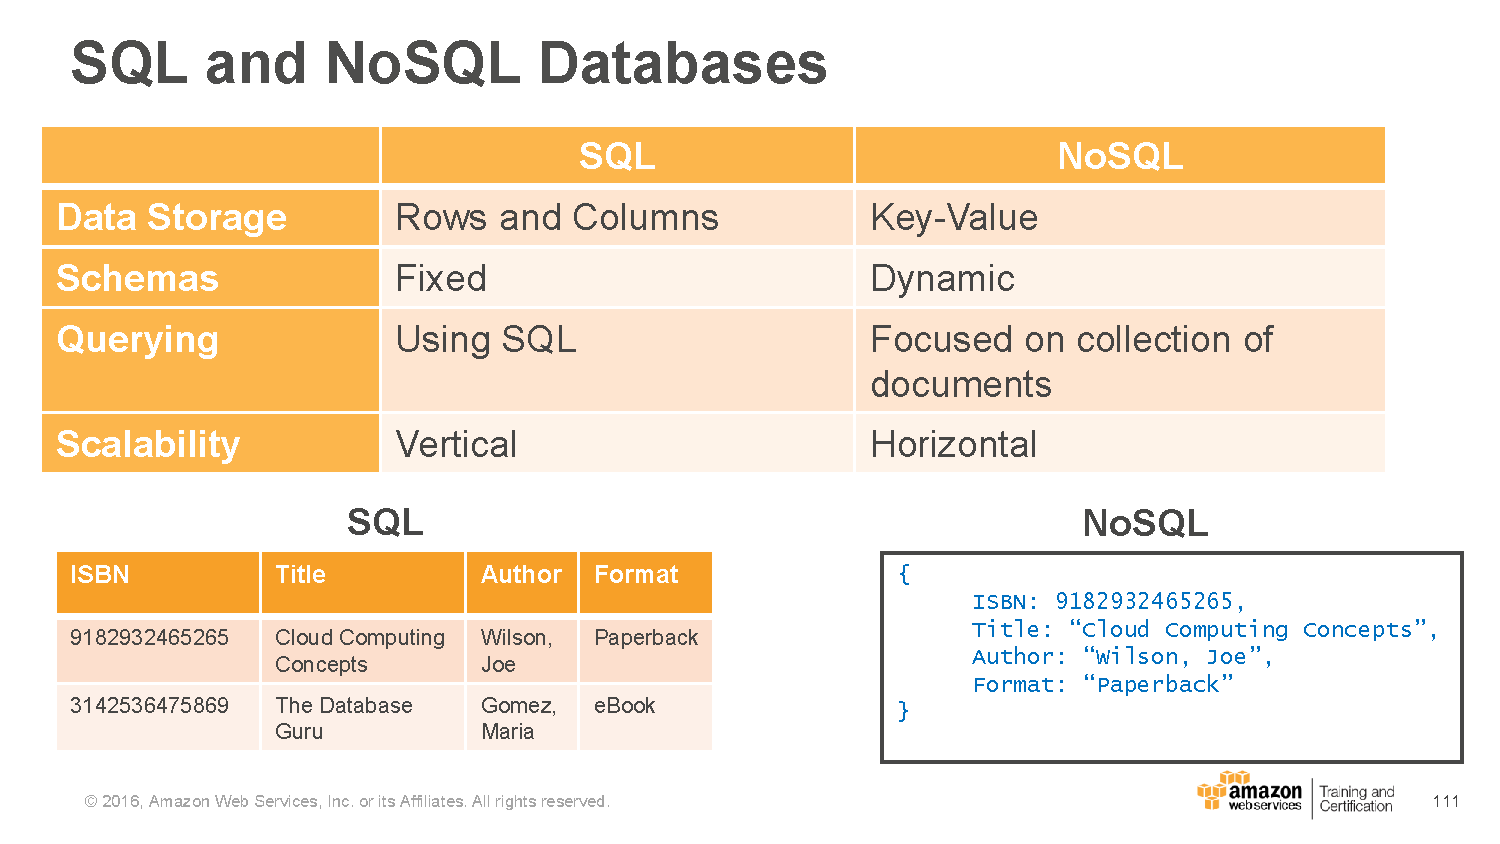 SQL and NoSQL Databases
SQL NoSQL
Data Storage Rows and Columns Key-Value
Schemas Fixed Dynamic
Querying Using SQL Focused on collection of
documents
Scalability Vertical Horizontal
SQL
ISBN Title Author Format
9182932465265 Cloud Computing Wilson, Paperback
Concepts Joe
3142536475869 The Database Gomez, eBook
Guru Maria
NoSQL
{
ISBN: 9182932465265,
Title: “Cloud Computing Concepts”,
Author: “Wilson, Joe”,
Format: “Paperback”
}
© 2016, Amazon Web Services, Inc. or its Affiliates. All rights reserved.
amazon
web services
Training and
Certification
111